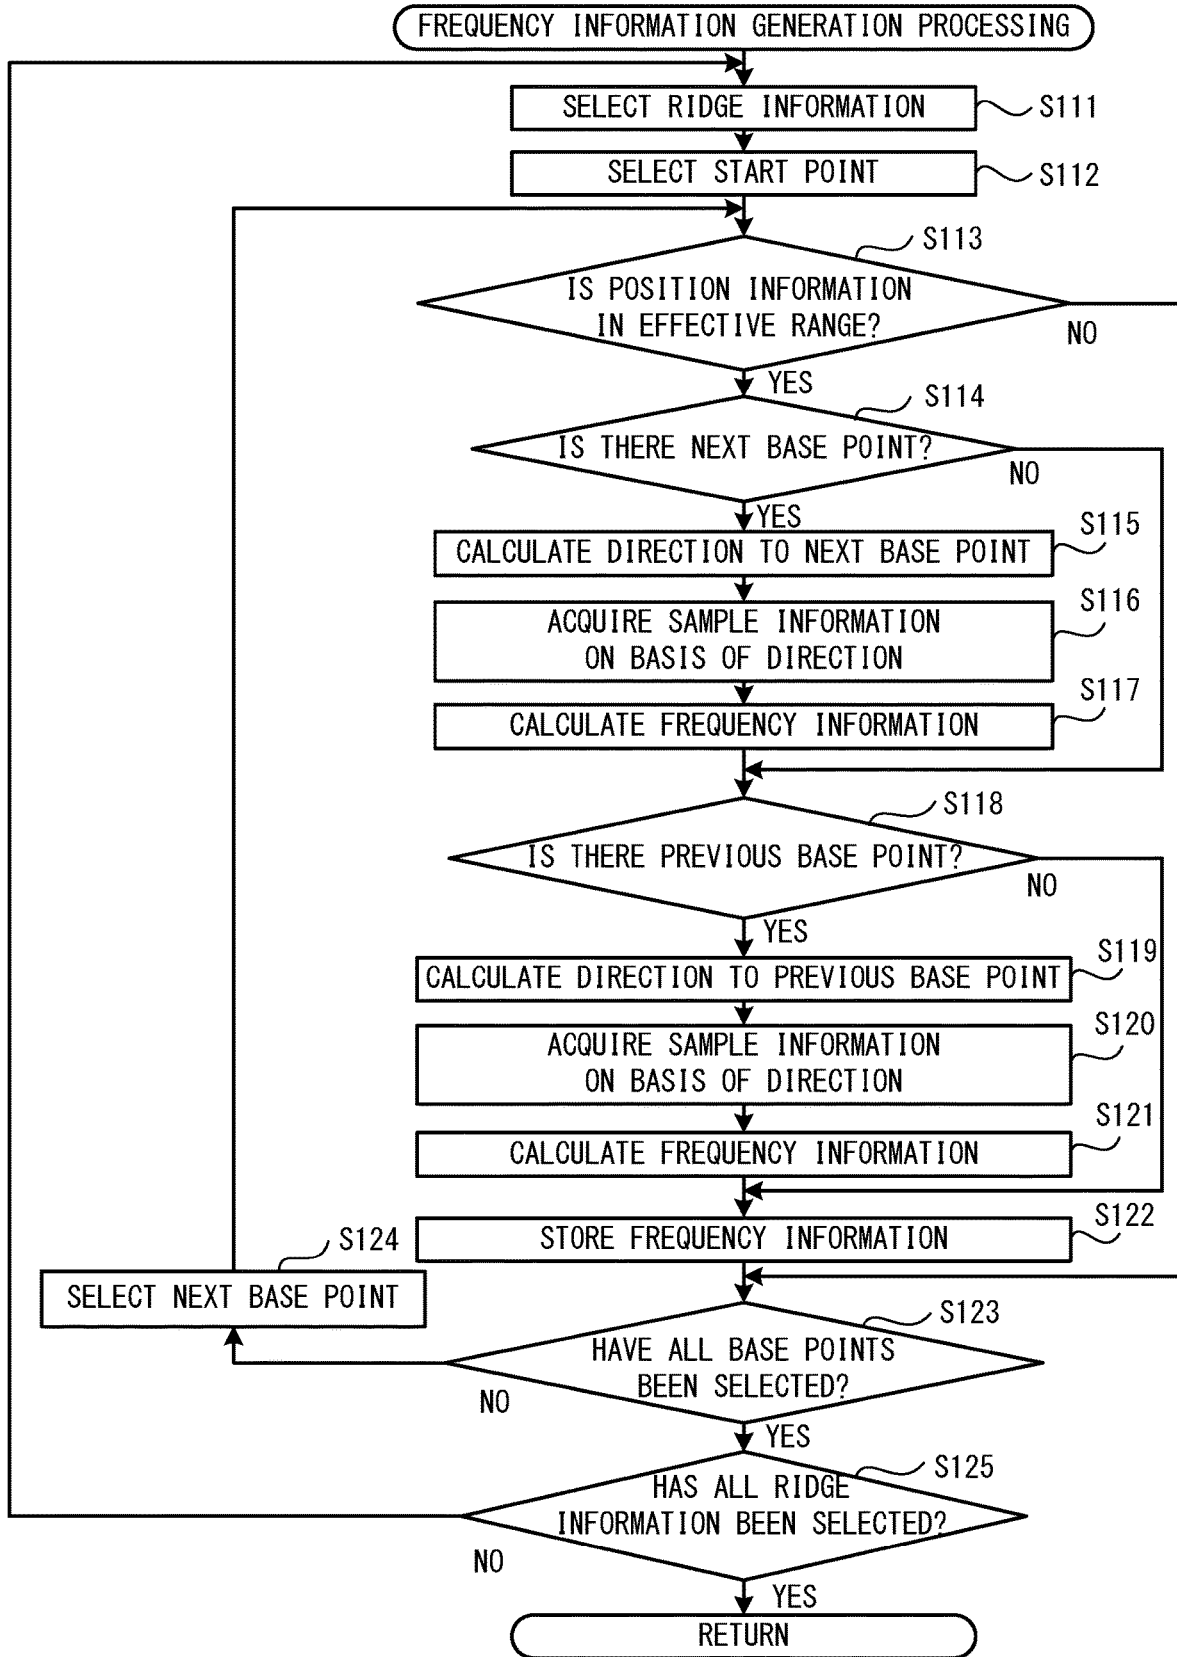 FREQUENCY INFORMATION GENERATION PROCESSING
SELECT RIDGE INFORMATION
S111
SELECT START POINT
S112
S113
IS POSITION INFORMATION
IN EFFECTIVE RANGE?
NO
YES
S114
IS THERE NEXT BASE POINT?
NO
YES
S115
CALCULATE DIRECTION TO NEXT BASE POINT
S116
ACQUIRE SAMPLE INFORMATION
ON BASIS OF DIRECTION
S117
CALCULATE FREQUENCY INFORMATION
S118
IS THERE PREVIOUS BASE POINT?
NO
YES
S119
CALCULATE DIRECTION TO PREVIOUS BASE POINT
S120
ACQUIRE SAMPLE INFORMATION
ON BASIS OF DIRECTION
S121
CALCULATE FREQUENCY INFORMATION
S122
STORE FREQUENCY INFORMATION
S124
SELECT NEXT BASE POINT
S123
HAVE ALL BASE POINTS
BEEN SELECTED?
NO
YES
S125
HAS ALL RIDGE
INFORMATION BEEN SELECTED?
NO
YES
RETURN